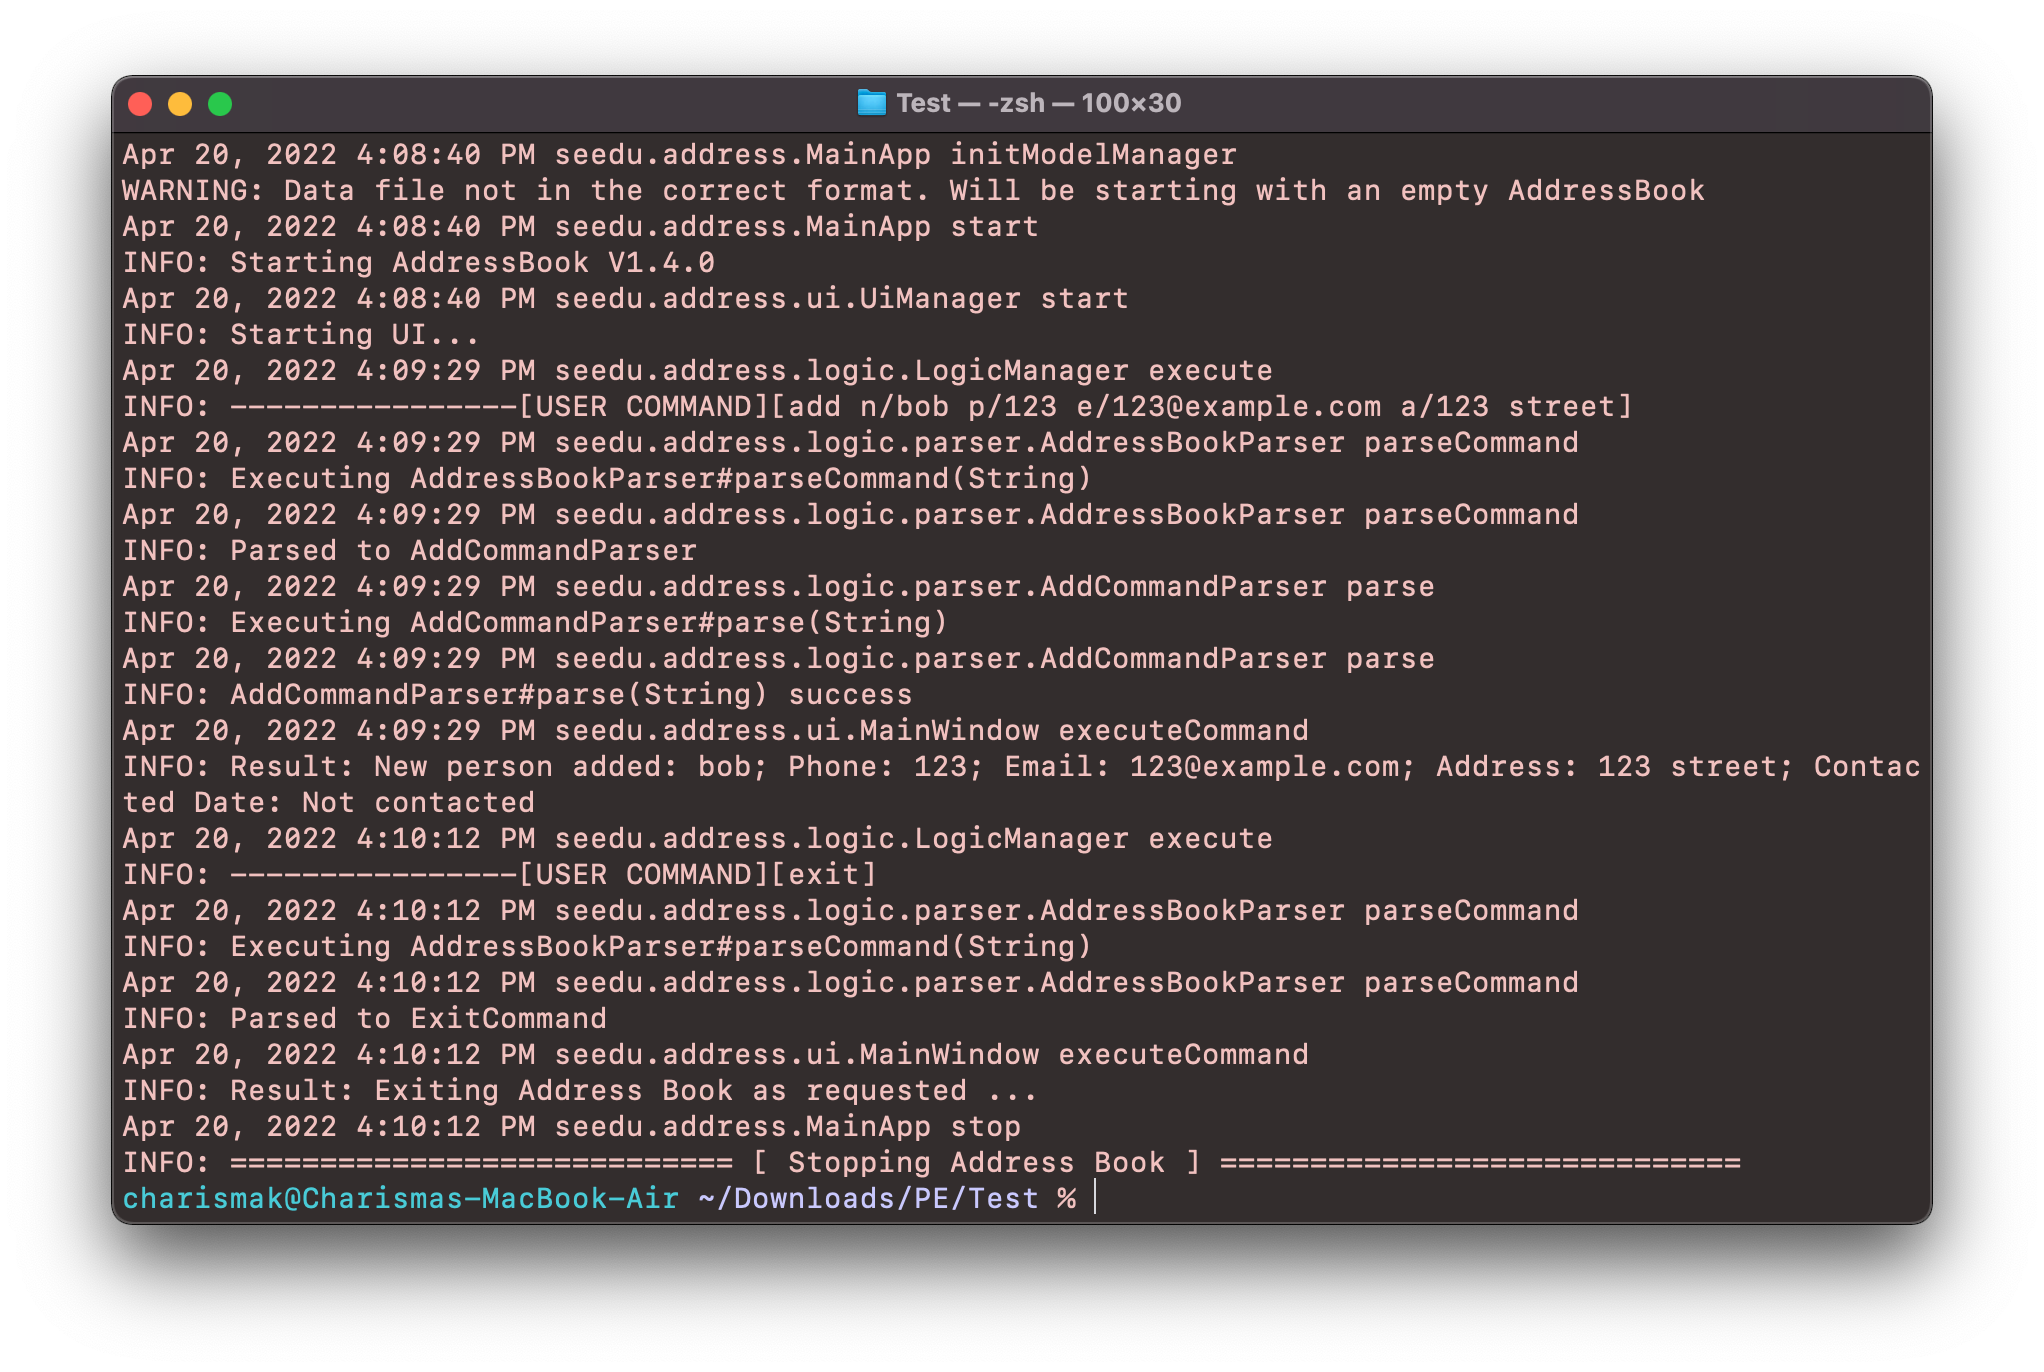 Test — -zsh — 100×30
Apr 20, 2022 4:08:40 PM seedu.address.MainApp initModelManager
WARNING: Data file not in the correct format. Will be starting with an empty AddressBook
Apr 20, 2022 4:08:40 PM seedu.address.MainApp start
INFO: Starting AddressBook V1.4.0
Apr 20, 2022 4:08:40 PM seedu.address.ui.UiManager start
INFO: Starting UI...
Apr 20, 2022 4:09:29 PM seedu.address.logic.LogicManager execute
INFO: ----------------[USER COMMAND][add n/bob p/123 e/123@example.com a/123 street]
Apr 20, 2022 4:09:29 PM seedu.address.logic.parser.AddressBookParser parseCommand
INFO: Executing AddressBookParser#parseCommand(String)
Apr 20, 2022 4:09:29 PM seedu.address.logic.parser.AddressBookParser parseCommand
INFO: Parsed to AddCommandParser
Apr 20, 2022 4:09:29 PM seedu.address.logic.parser.AddCommandParser parse
INFO: Executing AddCommandParser#parse(String)
Apr 20, 2022 4:09:29 PM seedu.address.logic.parser.AddCommandParser parse
INFO: AddCommandParser#parse(String) success
Apr 20, 2022 4:09:29 PM seedu.address.ui.MainWindow executeCommand
INFO: Result: New person added: bob; Phone: 123; Email: 123@example.com; Address: 123 street; Contac
ted Date: Not contacted
Apr 20, 2022 4:10:12 PM seedu.address.logic.LogicManager execute
INFO: ----------------[USER COMMAND][exit]
Apr 20, 2022 4:10:12 PM seedu.address.logic.parser.AddressBookParser parseCommand
INFO: Executing AddressBookParser#parseCommand(String)
Apr 20, 2022 4:10:12 PM seedu.address.logic.parser.AddressBookParser parseCommand
INFO: Parsed to ExitCommand
Apr 20, 2022 4:10:12 PM seedu.address.ui.MainWindow executeCommand
INFO: Result: Exiting Address Book as requested ...
Apr 20, 2022 4:10:12 PM seedu.address.MainApp stop
INFO: ============================ [ Stopping Address Book ] =============================
charismak@Charismas-MacBook-Air ~/Downloads/PE/Test %